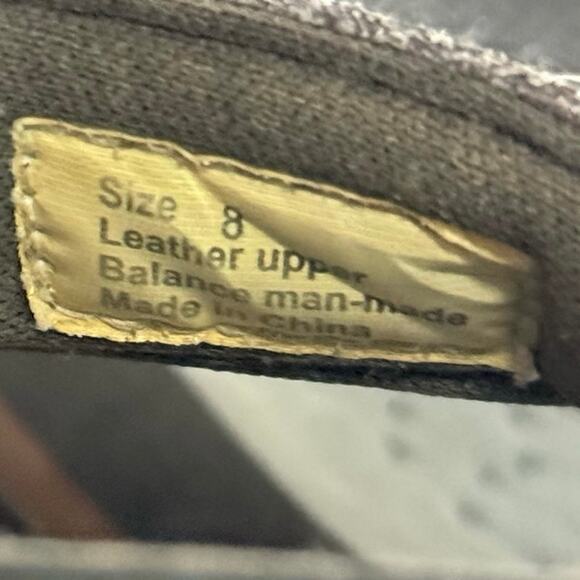 Size 8
Leather upper
Balance man-made
Made in China